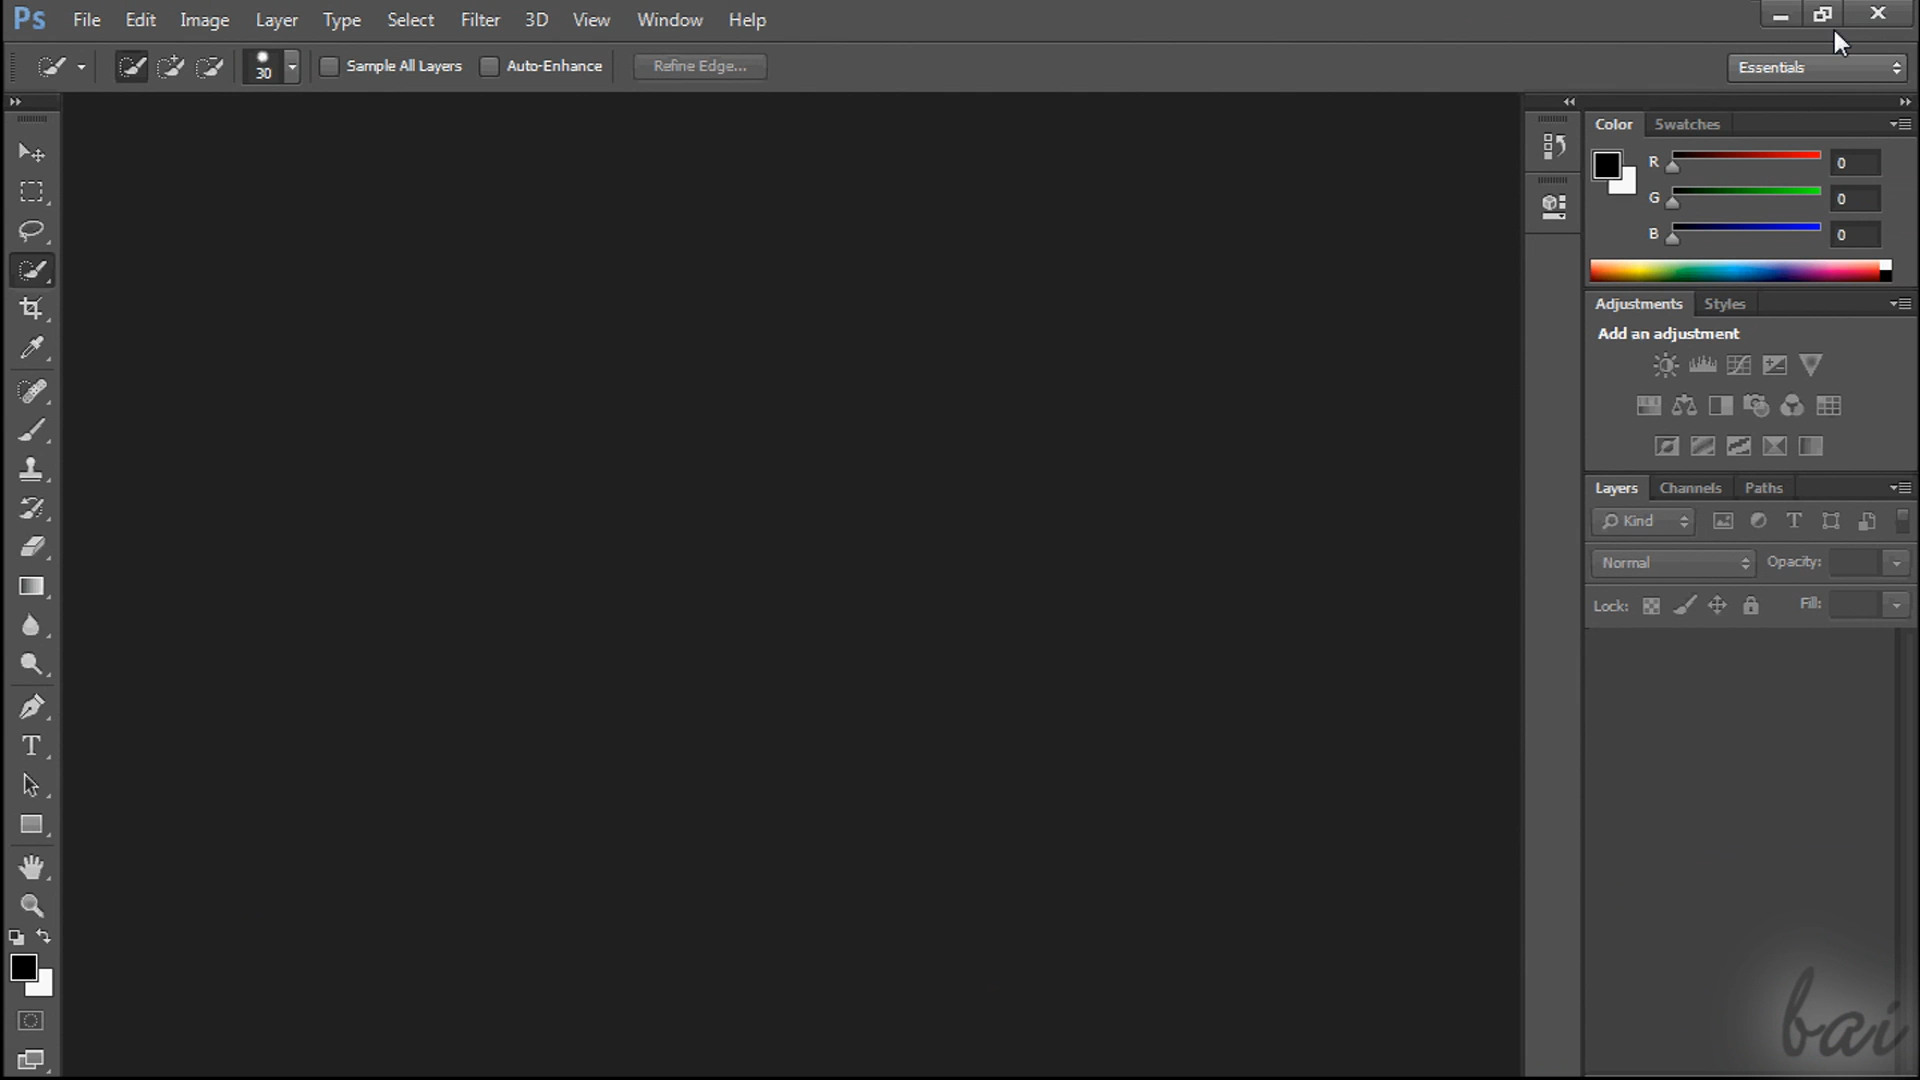 Ps File Edit Image Layer Type Select Filter 3D View Window Help
30 Sample All Layers Auto-Enhance Refine Edge... Essentials
Color Swatches
R 0
G 0
B 0
Adjustments Styles
Add an adjustment
Layers Channels Paths
Kind
Normal Opacity:
Lock: Fill:
bai